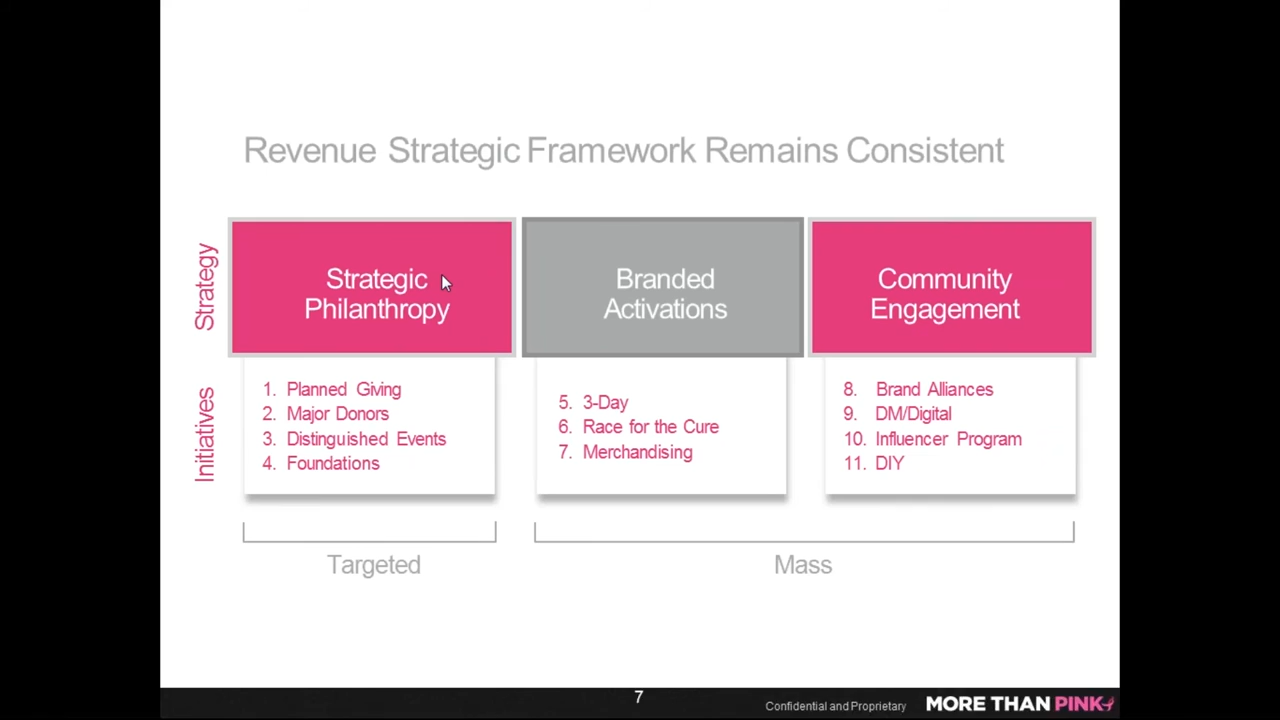 Revenue Strategic Framework Remains Consistent
Strategy
Strategic
Philanthropy
Branded
Activations
Community
Engagement
Initiatives
1. Planned Giving
2. Major Donors
3. Distinguished Events
4. Foundations
5. 3-Day
6. Race for the Cure
7. Merchandising
8. Brand Alliances
9. DM/Digital
10. Influencer Program
11. DIY
Targeted
Mass
7
Confidential and Proprietary
MORE THAN PINK